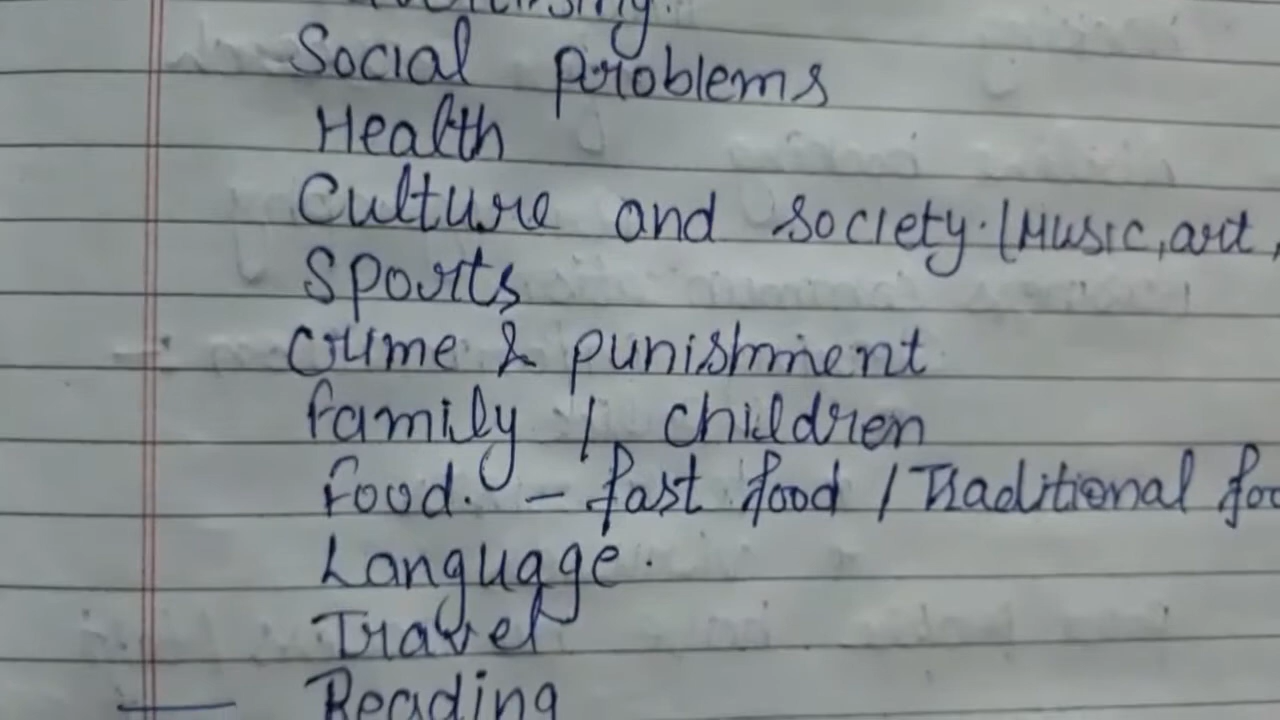 Social problems
Health
Culture and society. (Music, art,
Sports
Crime & punishment
family / children
food. - fast food / Traditional
Language.
Travel
Reading